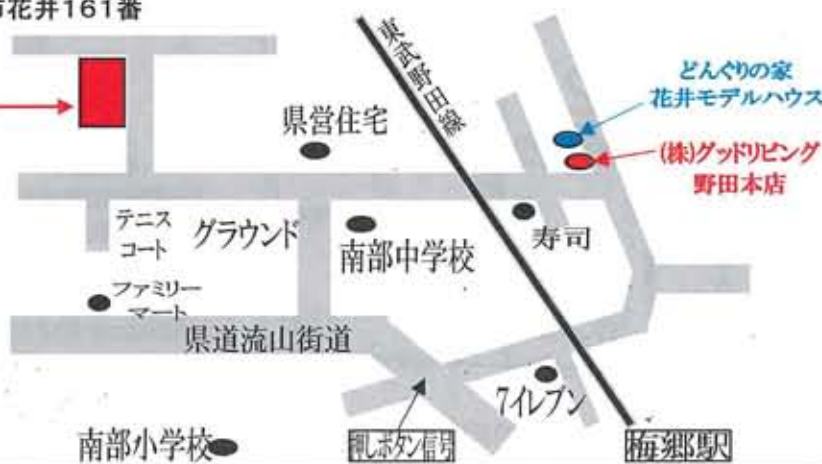 花井161番
東武野田線
どんぐりの家
花井モデルハウス
県営住宅
(株)グッドリビング
野田本店
テニス
コート
グラウンド
南部中学校
寿司
ファミリー
マート
県道流山街道
7イレブン
南部小学校
押しボタン信号
梅郷駅